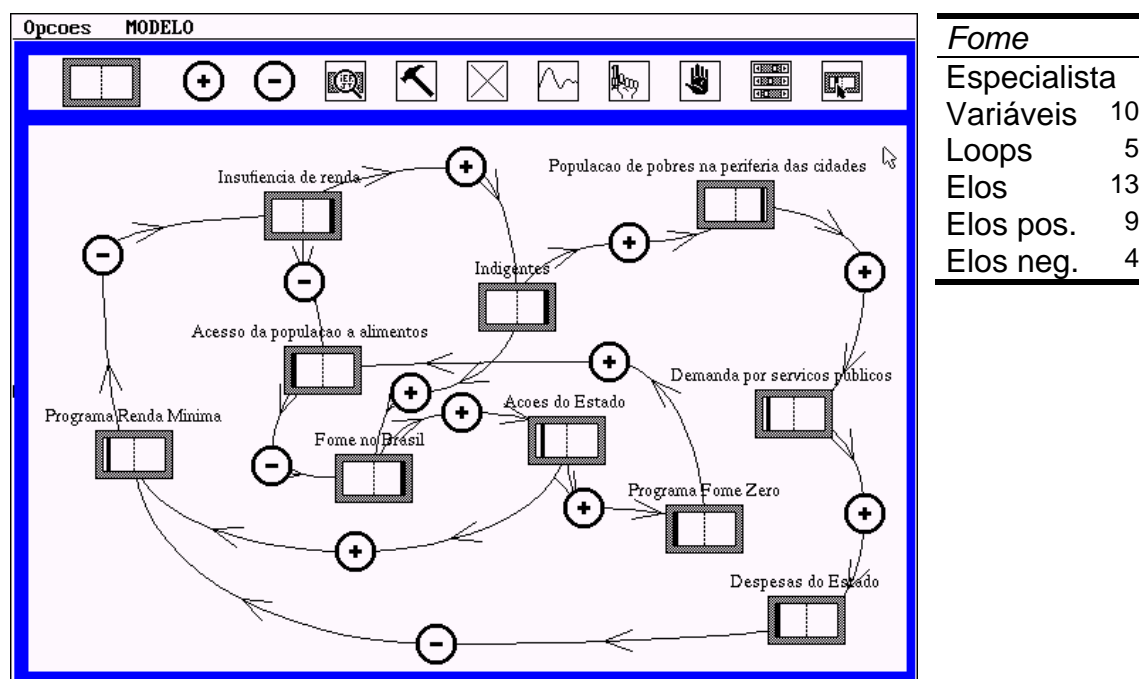 Opcoes MODELO
Insufiencia de renda
Populacao de pobres na periferia das cidades
Indigentes
Acesso da populaçao a alimentos
Demanda por servicos publicos
Programa Renda Minima
Fome no Brasil
Acoes do Estado
Programa Fome Zero
Despesas do Estado
+
-
-
+
+
+
-
+
+
+
-
+
+
+
-
Fome
Especialista
Variáveis 10
Loops 5
Elos 13
Elos pos. 9
Elos neg. 4